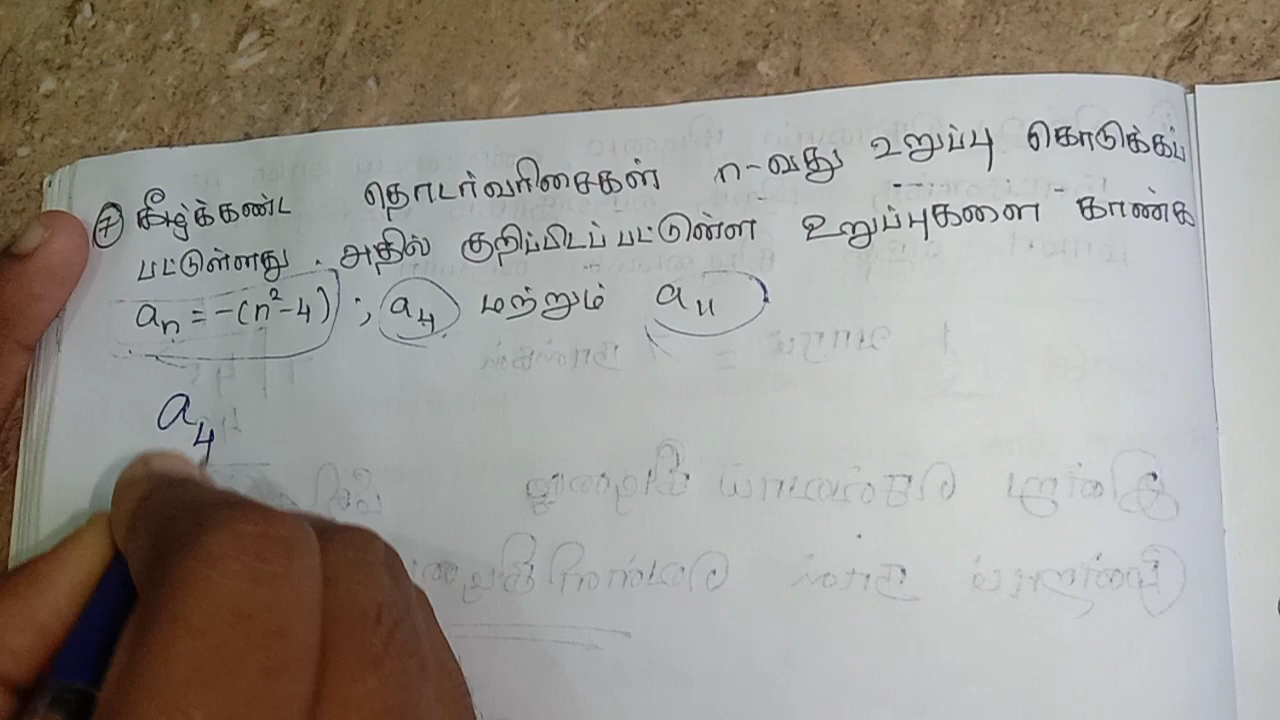 ⑦ கீழ்க்கண்ட தொடர்வரிசைகள் n-வது உறுப்பு கொடுக்கப்
பட்டுள்ளது. அதில் குறிப்பிடப்பட்டுள்ள உறுப்புகளை காண்க
aₙ = -(n²-4) ; a₄ மற்றும் a₁₁
a₄